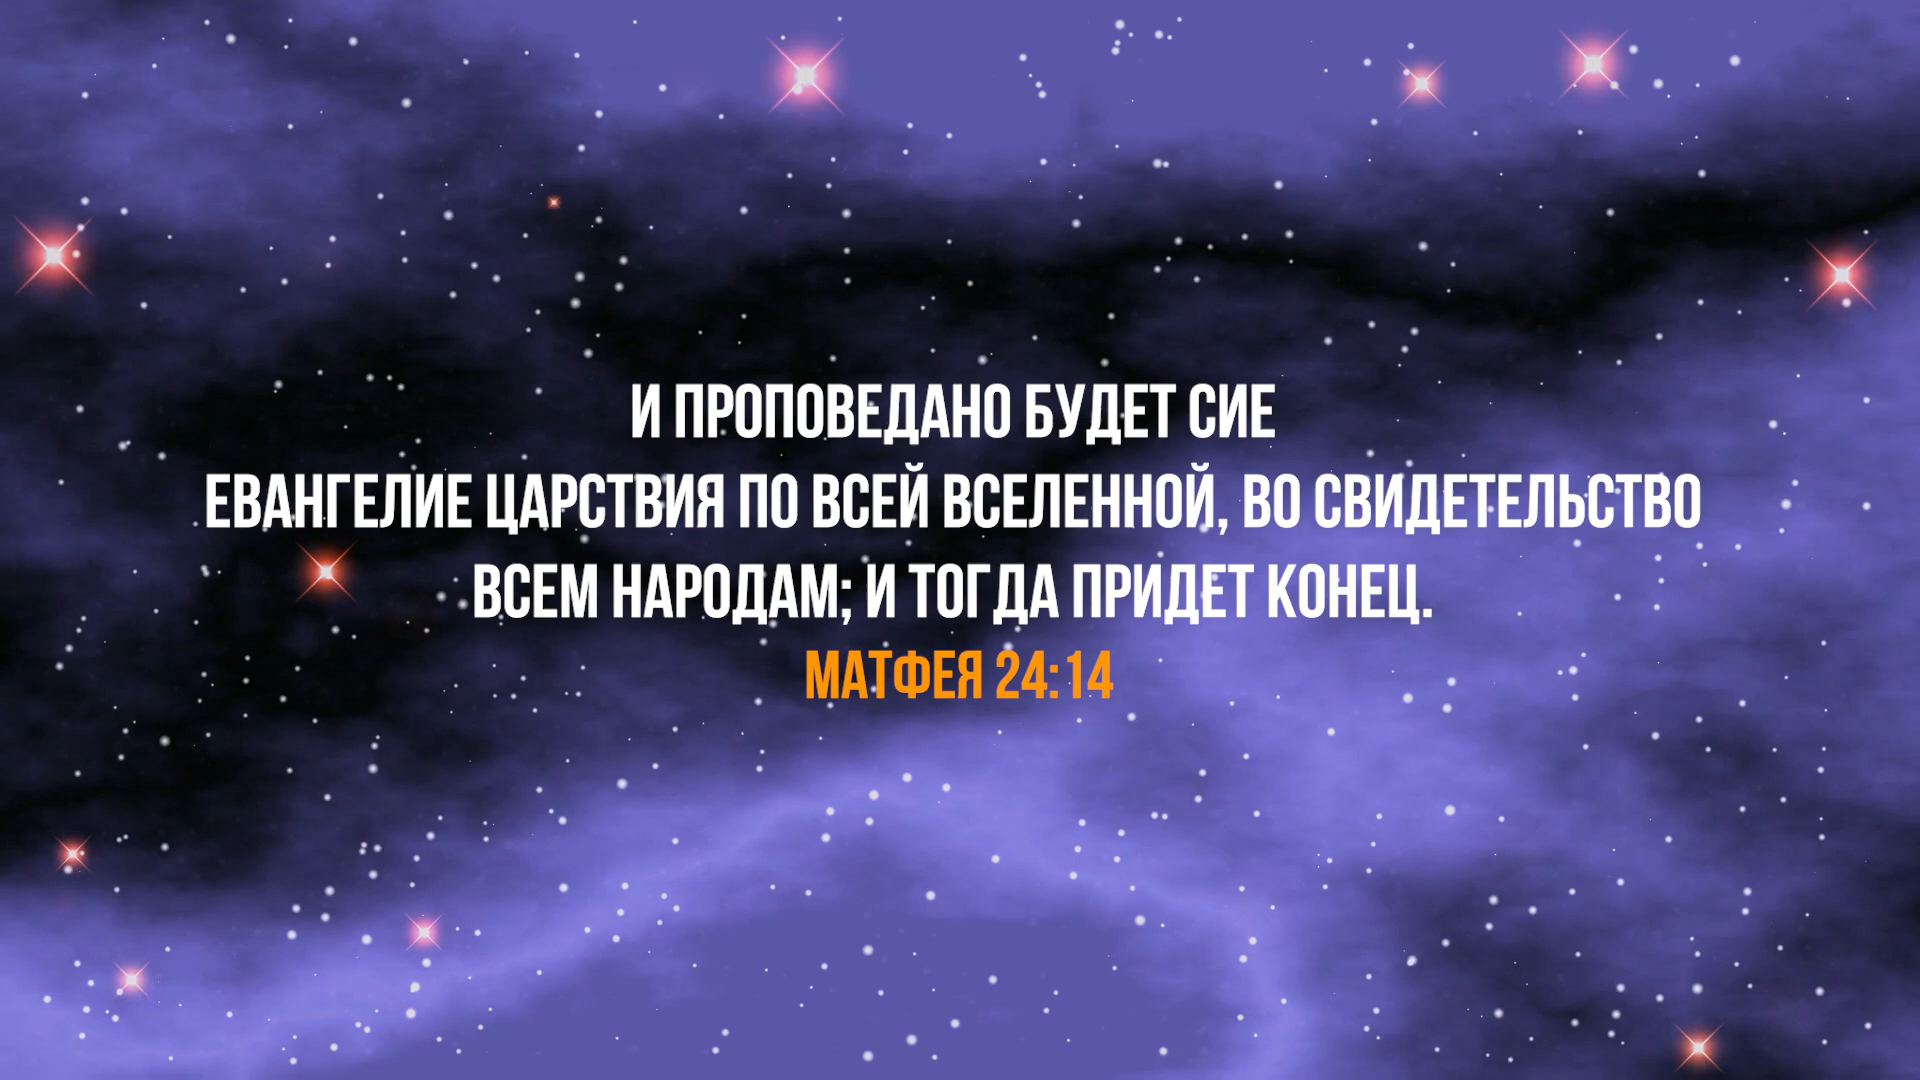 И ПРОПОВЕДАНО БУДЕТ СИЕ
ЕВАНГЕЛИЕ ЦАРСТВИЯ ПО ВСЕЙ ВСЕЛЕННОЙ, ВО СВИДЕТЕЛЬСТВО
ВСЕМ НАРОДАМ; И ТОГДА ПРИДЕТ КОНЕЦ.
МАТФЕЯ 24:14